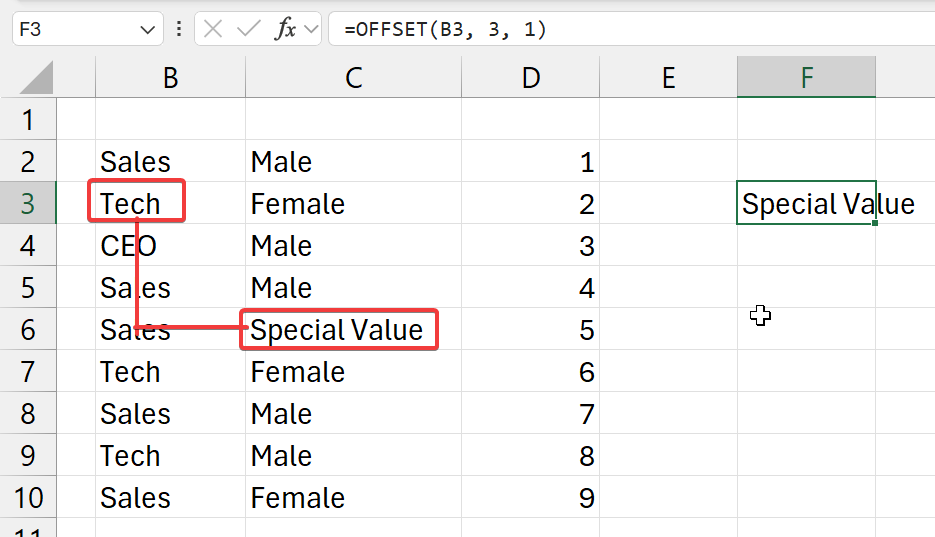 F3 fx =OFFSET(B3, 3, 1)
B C D E F
1
2 Sales Male 1
3 Tech Female 2 Special Value
4 CEO Male 3
5 Sales Male 4
6 Sales Special Value 5
7 Tech Female 6
8 Sales Male 7
9 Tech Male 8
10 Sales Female 9
11